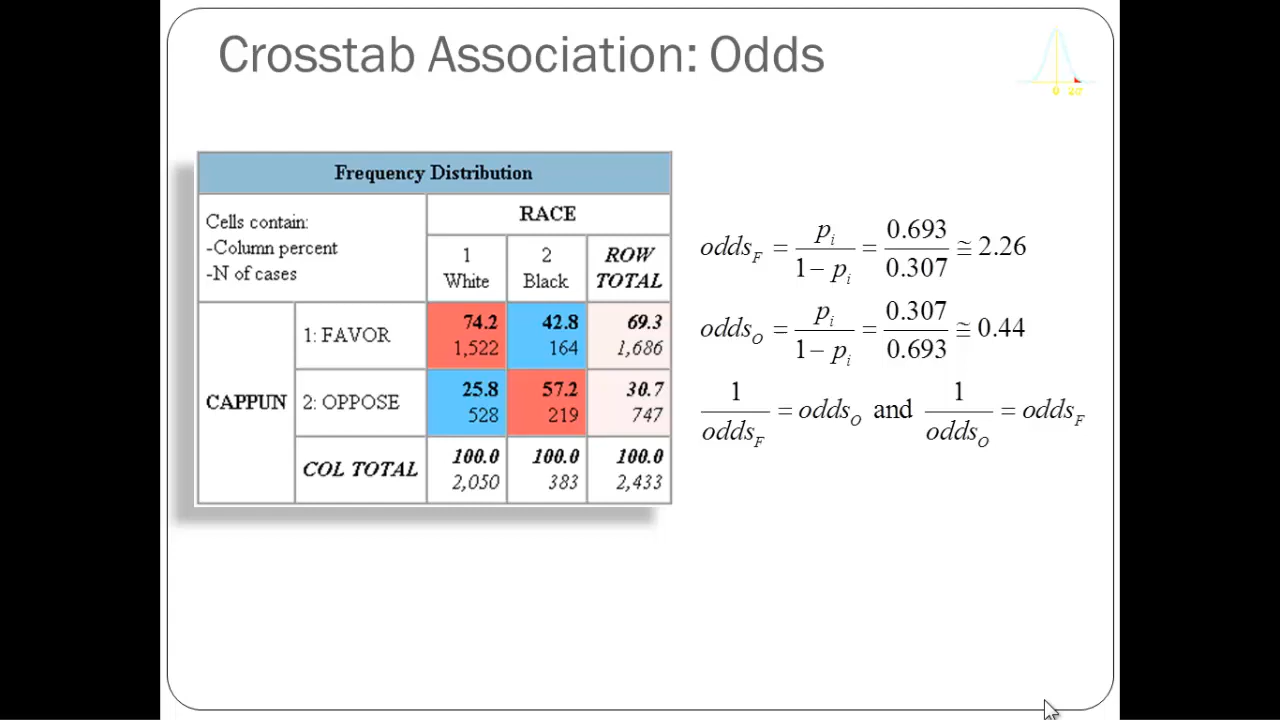 Crosstab Association: Odds
0 2σ
Frequency Distribution
Cells contain:
-Column percent
-N of cases
RACE
1
White
2
Black
ROW
TOTAL
CAPPUN
1: FAVOR
74.2
1,522
42.8
164
69.3
1,686
2: OPPOSE
25.8
528
57.2
219
30.7
747
COL TOTAL
100.0
2,050
100.0
383
100.0
2,433
odds_F = p_i / (1 − p_i) = 0.693 / 0.307 ≅ 2.26
odds_O = p_i / (1 − p_i) = 0.307 / 0.693 ≅ 0.44
1 / odds_F = odds_O and 1 / odds_O = odds_F